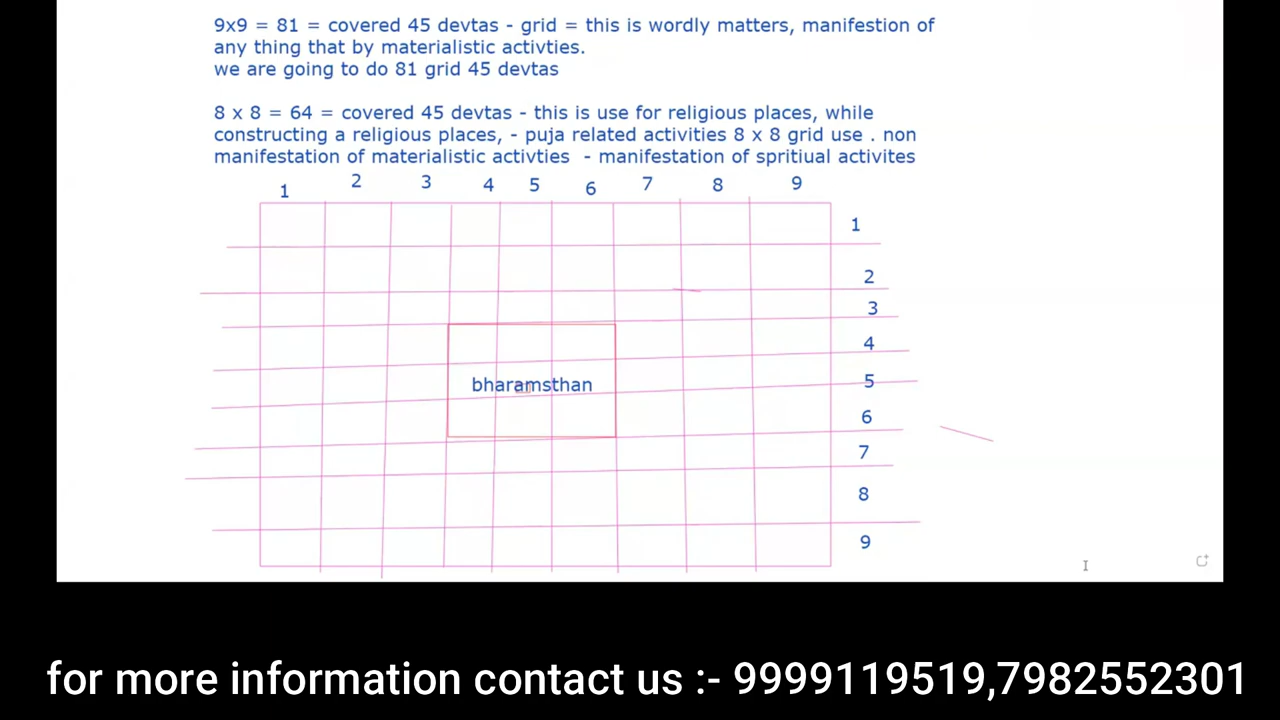 9x9 = 81 = covered 45 devtas - grid = this is wordly matters, manifestion of
any thing that by materialistic activties.
we are going to do 81 grid 45 devtas
8 x 8 = 64 = covered 45 devtas - this is use for religious places, while
constructing a religious places, - puja related activities 8 x 8 grid use . non
manifestation of materialistic activties - manifestation of spritiual activites
1 2 3 4 5 6 7 8 9
1
2
3
4
bharamsthan 5
6
7
8
9
for more information contact us :- 9999119519,7982552301